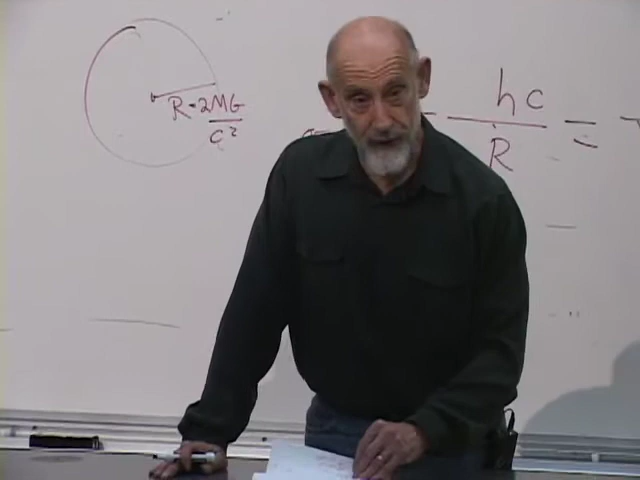 R = 2MG
c²
hc
R
=